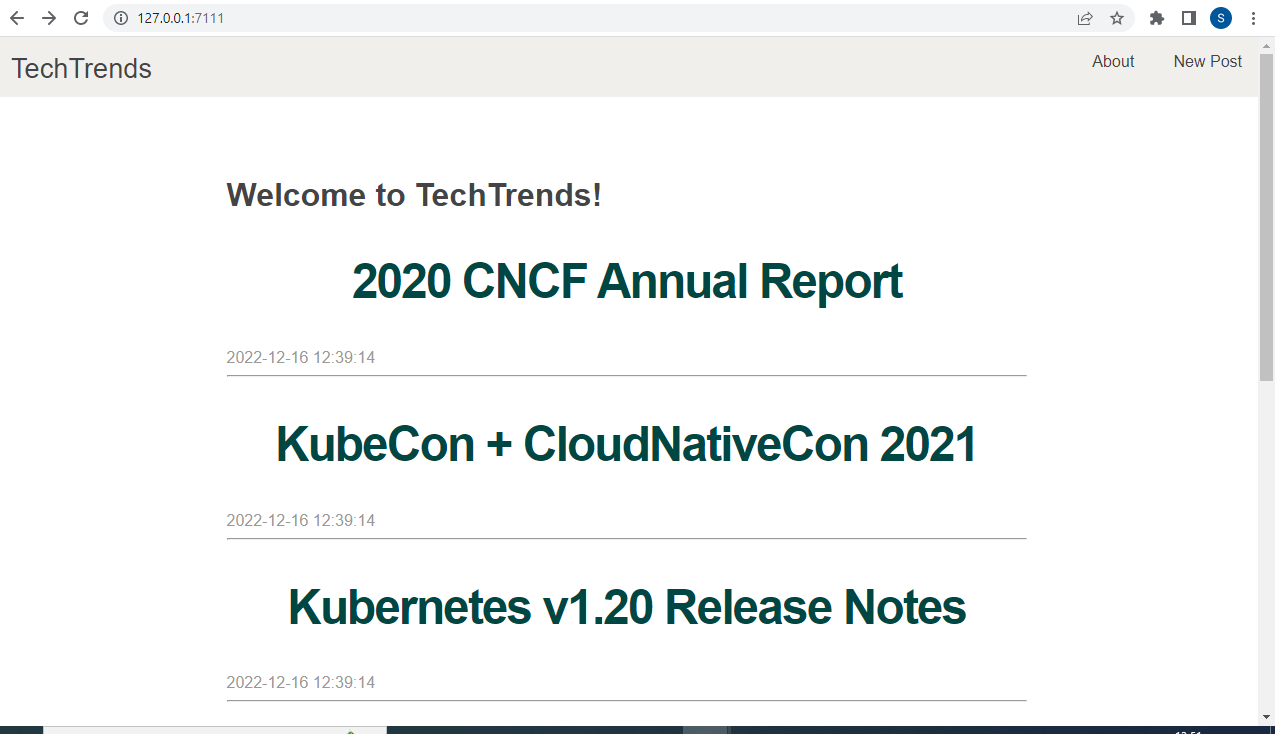 127.0.0.1:7111
S
TechTrends
About
New Post
Welcome to TechTrends!
2020 CNCF Annual Report
2022-12-16 12:39:14
KubeCon + CloudNativeCon 2021
2022-12-16 12:39:14
Kubernetes v1.20 Release Notes
2022-12-16 12:39:14